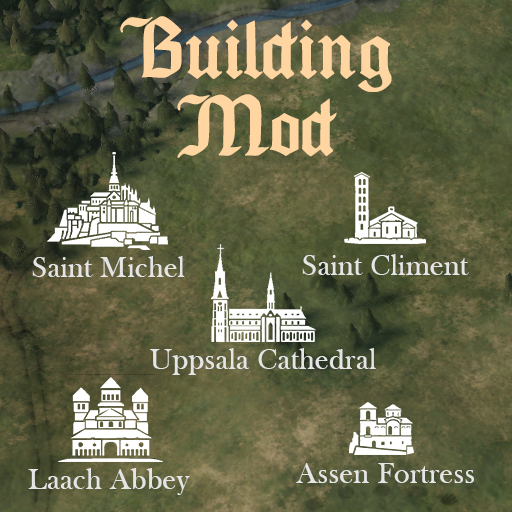 Building
Mod
Saint Michel
Saint Climent
Uppsala Cathedral
Laach Abbey
Assen Fortress